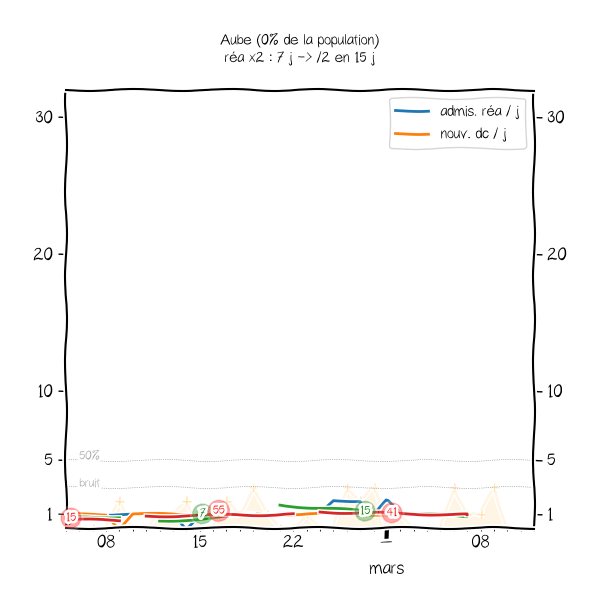 Aube (0% de la population)
réa x2 : 7 j -> /2 en 15 j
admis. réa / j
nouv. dc / j
30 30
20 20
10 10
5 50% 5
bruit
1 15 7 55 15 41 1
08 15 22 1 08
mars